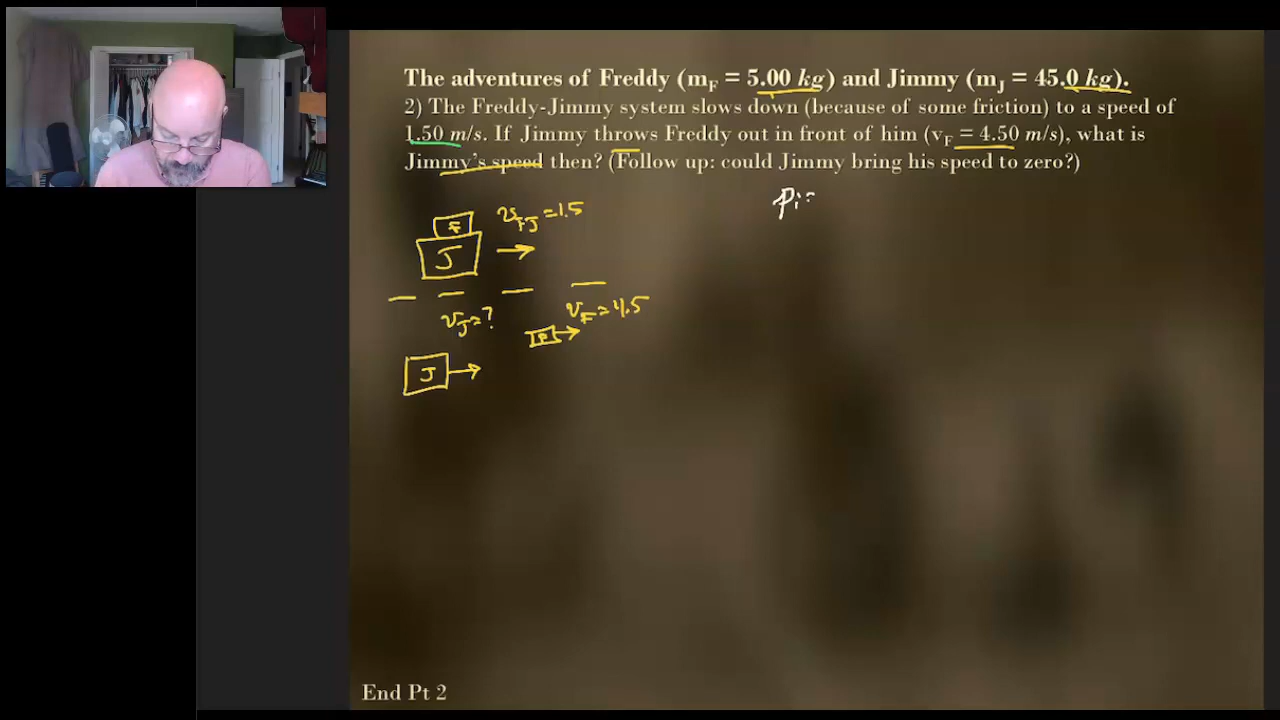 The adventures of Freddy (mF = 5.00 kg) and Jimmy (mJ = 45.0 kg).
2) The Freddy-Jimmy system slows down (because of some friction) to a speed of
1.50 m/s. If Jimmy throws Freddy out in front of him (vF = 4.50 m/s), what is
Jimmy's speed then? (Follow up: could Jimmy bring his speed to zero?)
Pi=
F
vFJ = 1.5
J
vJ = ?
vF = 4.5
F
J
End Pt 2